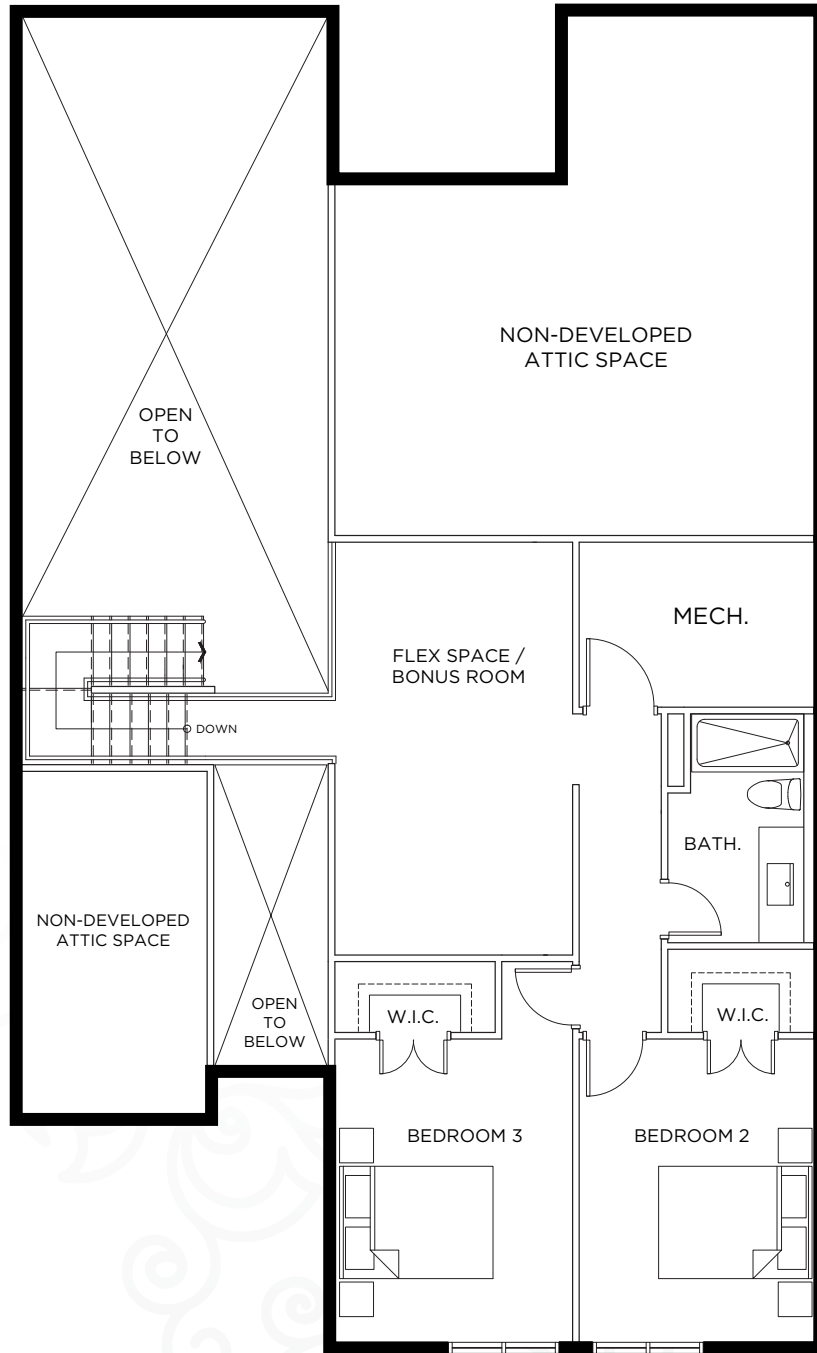 NON-DEVELOPED
ATTIC SPACE
OPEN
TO
BELOW
MECH.
FLEX SPACE /
BONUS ROOM
DOWN
BATH.
NON-DEVELOPED
ATTIC SPACE
OPEN
TO
BELOW
W.I.C.
W.I.C.
BEDROOM 3
BEDROOM 2